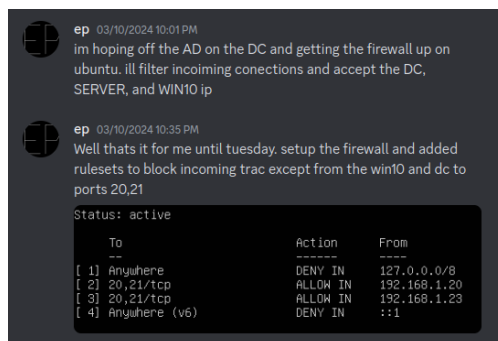 ep 03/10/2024 10:01 PM
im hoping off the AD on the DC and getting the firewall up on
ubuntu. ill filter incoiming conections and accept the DC,
SERVER, and WIN10 ip
ep 03/10/2024 10:35 PM
Well thats it for me until tuesday. setup the firewall and added
rulesets to block incoming trac except from the win10 and dc to
ports 20,21
Status: active
To Action From
-- ------ ----
[ 1] Anywhere DENY IN 127.0.0.0/8
[ 2] 20,21/tcp ALLOW IN 192.168.1.20
[ 3] 20,21/tcp ALLOW IN 192.168.1.23
[ 4] Anywhere (v6) DENY IN ::1